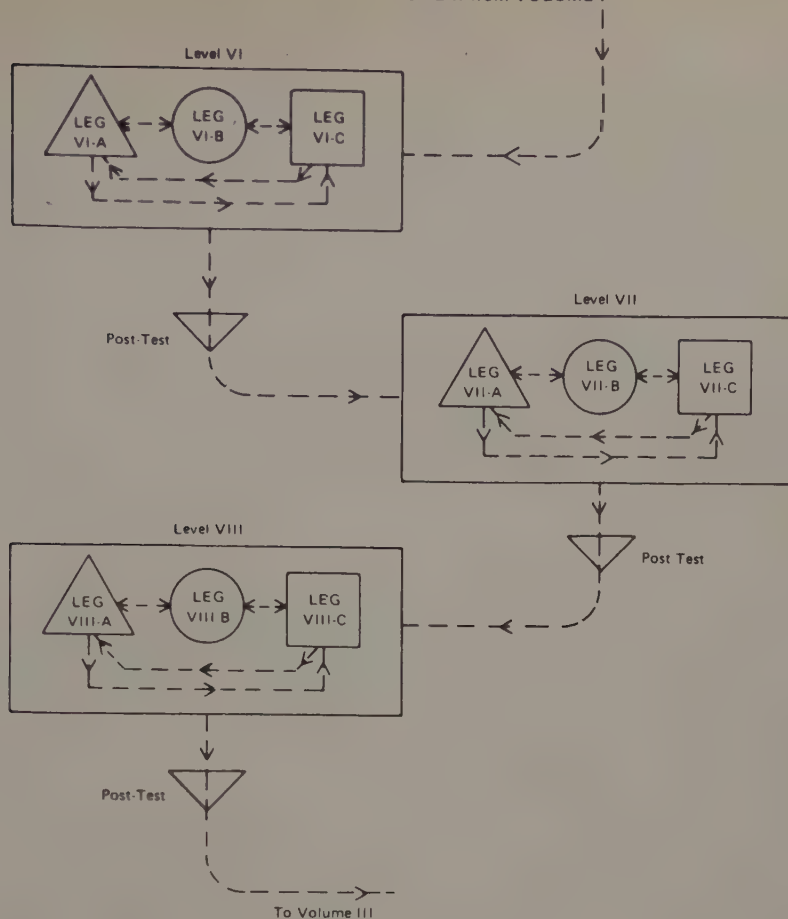 Level VI
LEG
VI-A
LEG
VI-B
LEG
VI-C
Post-Test
Level VII
LEG
VII-A
LEG
VII-B
LEG
VII-C
Post Test
Level VIII
LEG
VIII-A
LEG
VIII B
LEG
VIII-C
Post-Test
To Volume III